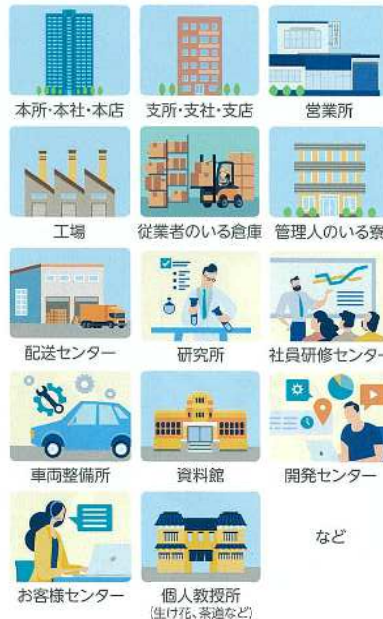 本所・本社・本店
支所・支社・支店
営業所
工場
従業者のいる倉庫
管理人のいる寮
配送センター
研究所
社員研修センター
車両整備所
資料館
開発センター
お客様センター
個人教授所
(生け花、茶道など)
など